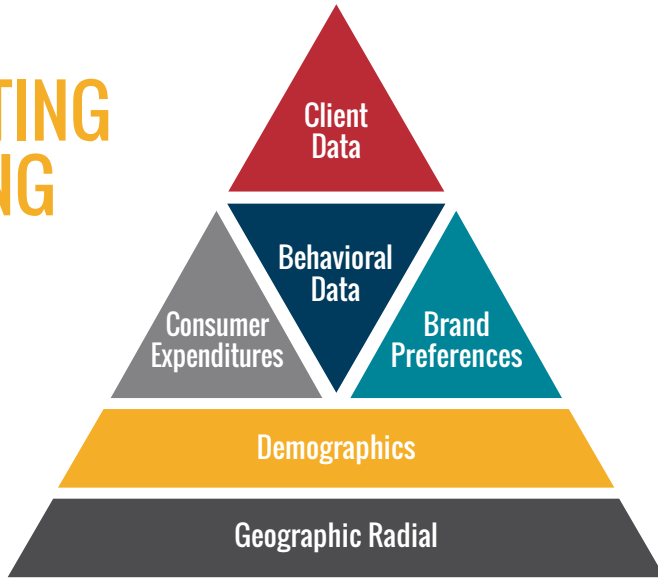 TING
NG
Client
Data
Behavioral
Data
Consumer
Expenditures
Brand
Preferences
Demographics
Geographic Radial